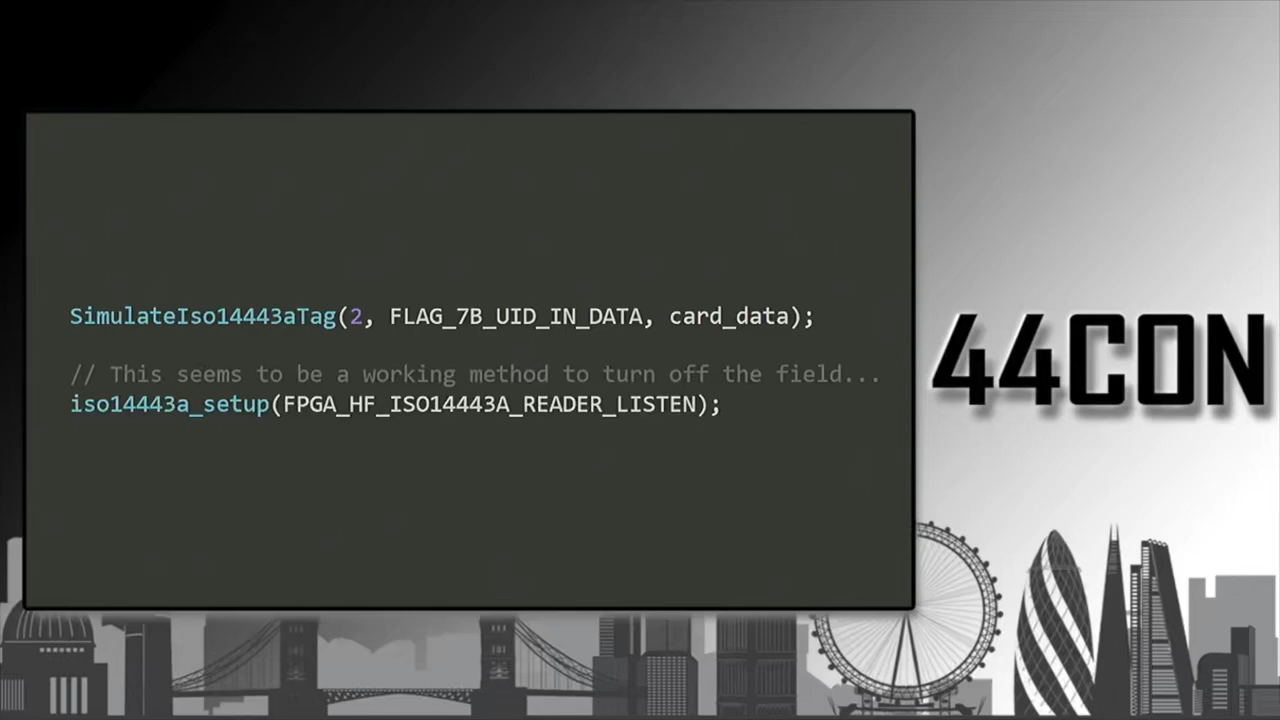 SimulateIso14443aTag(2, FLAG_7B_UID_IN_DATA, card_data);
// This seems to be a working method to turn off the field...
iso14443a_setup(FPGA_HF_ISO14443A_READER_LISTEN);
44CON